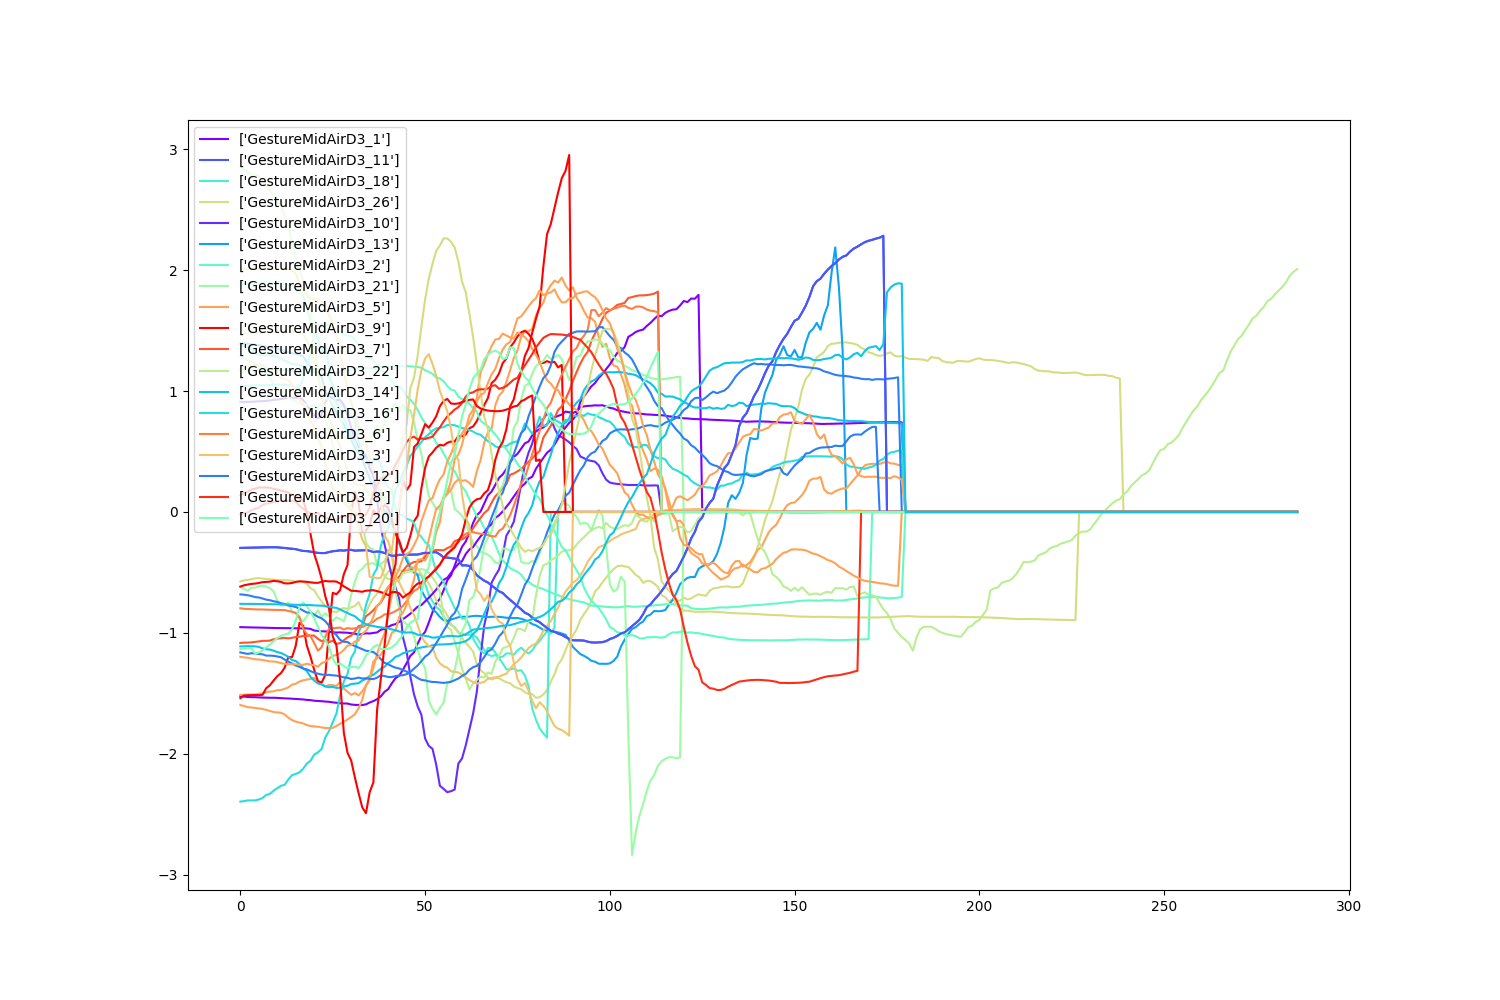 ['GestureMidAirD3_1']
['GestureMidAirD3_11']
['GestureMidAirD3_18']
['GestureMidAirD3_26']
['GestureMidAirD3_10']
['GestureMidAirD3_13']
['GestureMidAirD3_2']
['GestureMidAirD3_21']
['GestureMidAirD3_5']
['GestureMidAirD3_9']
['GestureMidAirD3_7']
['GestureMidAirD3_22']
['GestureMidAirD3_14']
['GestureMidAirD3_16']
['GestureMidAirD3_6']
['GestureMidAirD3_3']
['GestureMidAirD3_12']
['GestureMidAirD3_8']
['GestureMidAirD3_20']
3
2
1
0
−1
−2
−3
0 50 100 150 200 250 300